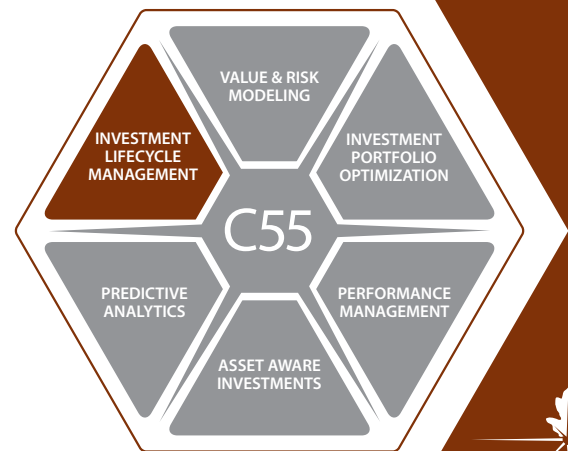 VALUE & RISK
MODELING
INVESTMENT
LIFECYCLE
MANAGEMENT
INVESTMENT
PORTFOLIO
OPTIMIZATION
C55
PREDICTIVE
ANALYTICS
PERFORMANCE
MANAGEMENT
ASSET AWARE
INVESTMENTS